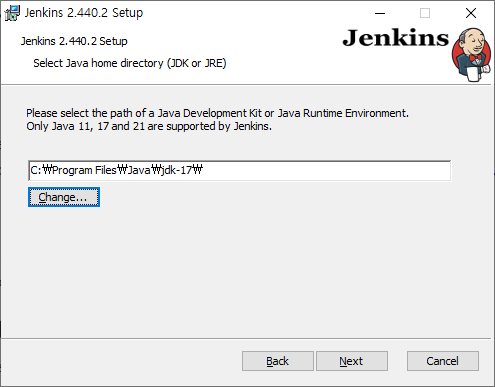 Jenkins 2.440.2 Setup
Jenkins 2.440.2 Setup
Jenkins
Select Java home directory (JDK or JRE)
Please select the path of a Java Development Kit or Java Runtime Environment.
Only Java 11, 17 and 21 are supported by Jenkins.
C:₩Program Files₩Java₩jdk-17₩
Change...
Back
Next
Cancel